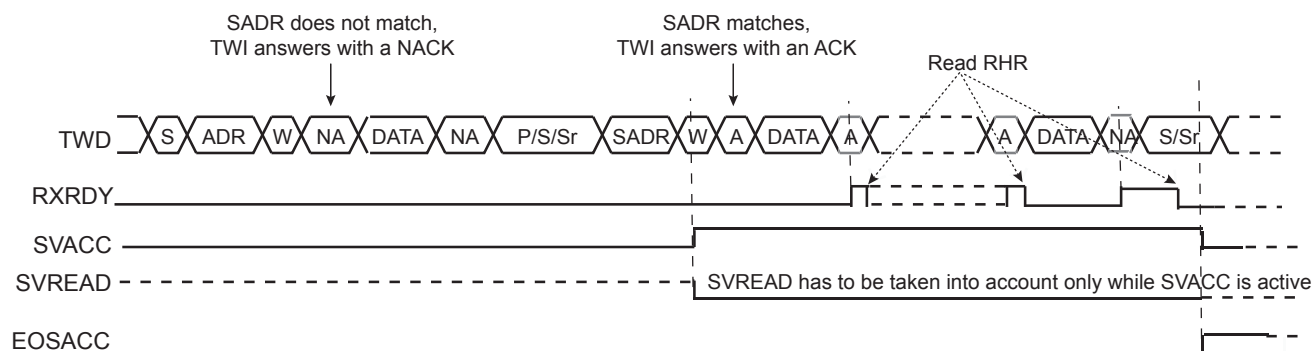 SADR does not match,
TWI answers with a NACK
SADR matches,
TWI answers with an ACK
Read RHR
TWD S ADR W NA DATA NA P/S/Sr SADR W A DATA A A DATA NA S/Sr
RXRDY
SVACC
SVREAD SVREAD has to be taken into account only while SVACC is active
EOSACC